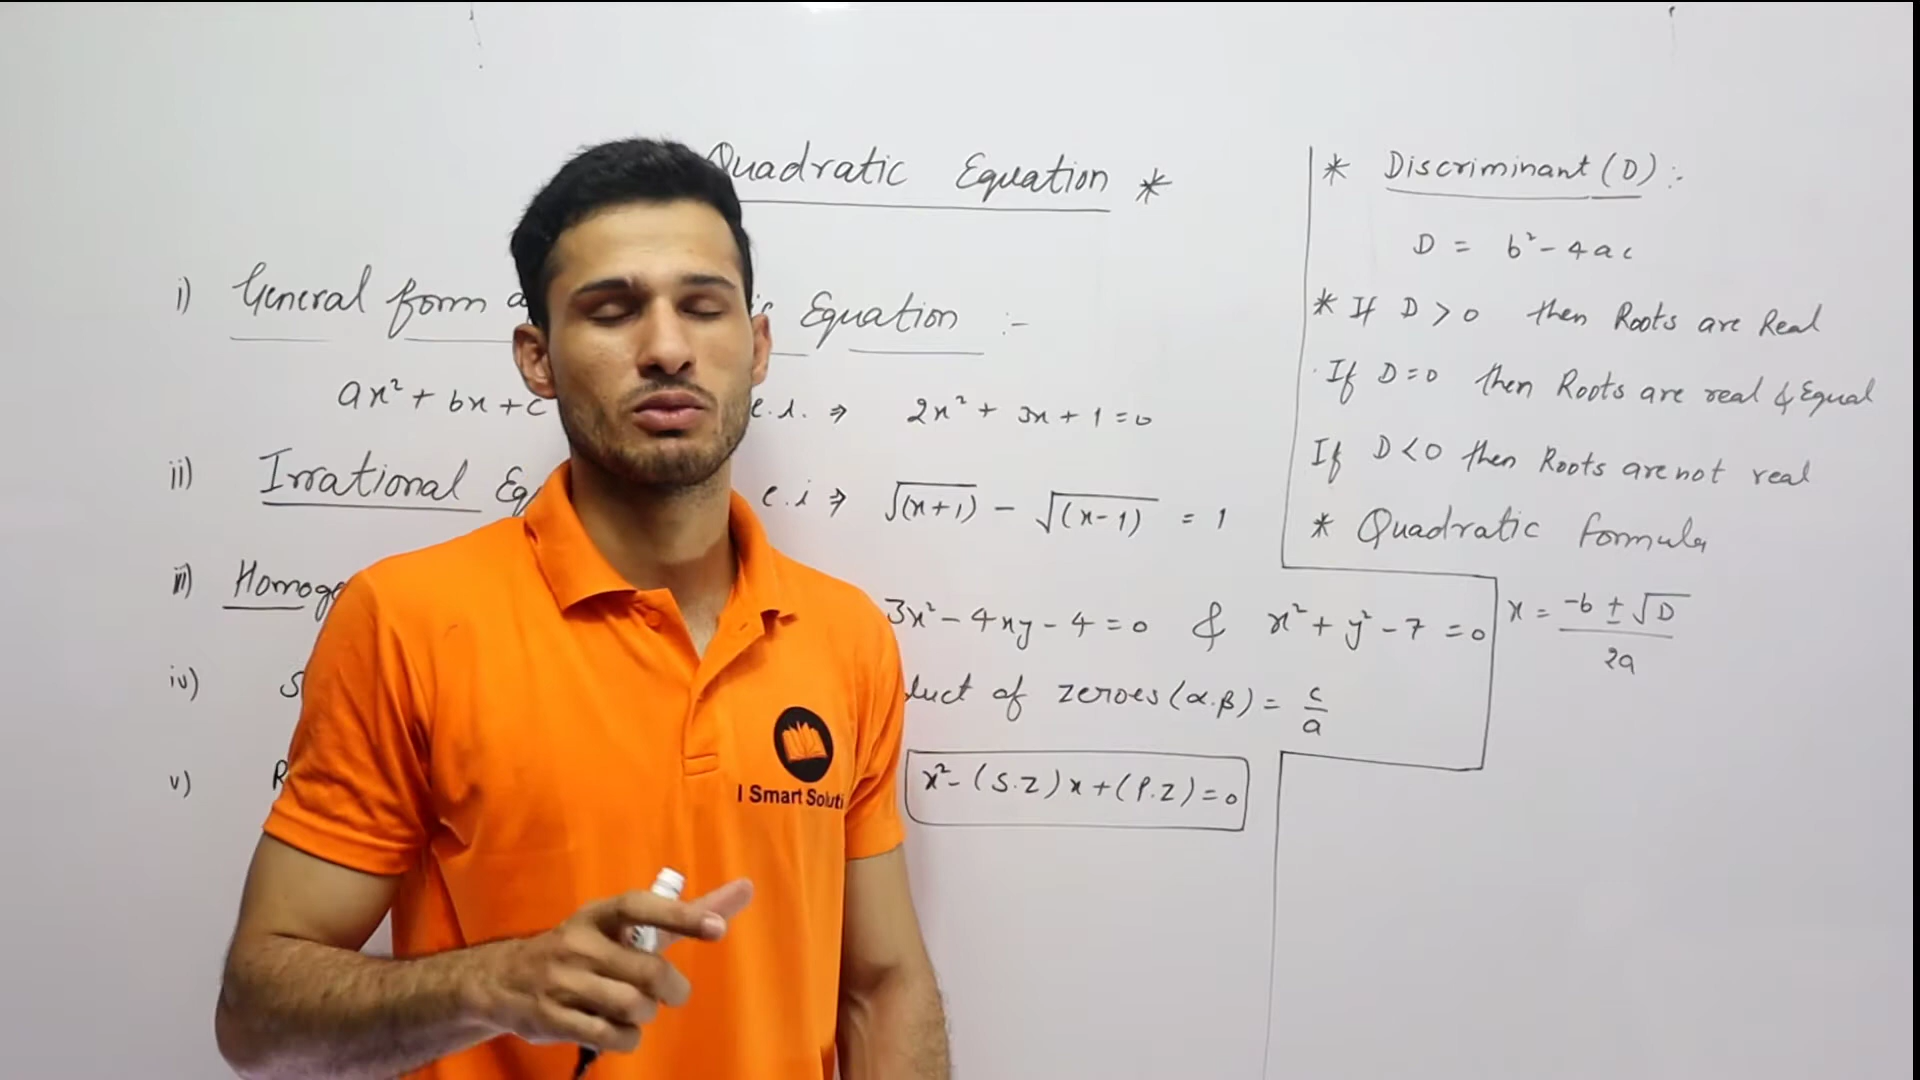 Quadratic Equation *
i) General form Equation :-
ax² + bx + c e.i. ⇒ 2x² + 3x + 1 = 0
ii) Irrational e.i ⇒ √(x+1) - √(x-1) = 1
iii) 3x² - 4xy - 4 = 0 & x² + y² - 7 = 0
iv) of zeroes (α.β) = c/a
v) x² - (S.Z)x + (P.Z) = 0
* Discriminant (D) :-
D = b² - 4ac
* If D > 0 then Roots are Real
If D = 0 then Roots are real & Equal
If D < 0 then Roots are not real
* Quadratic formula
x = -b ± √D / 2a
I Smart Soluti